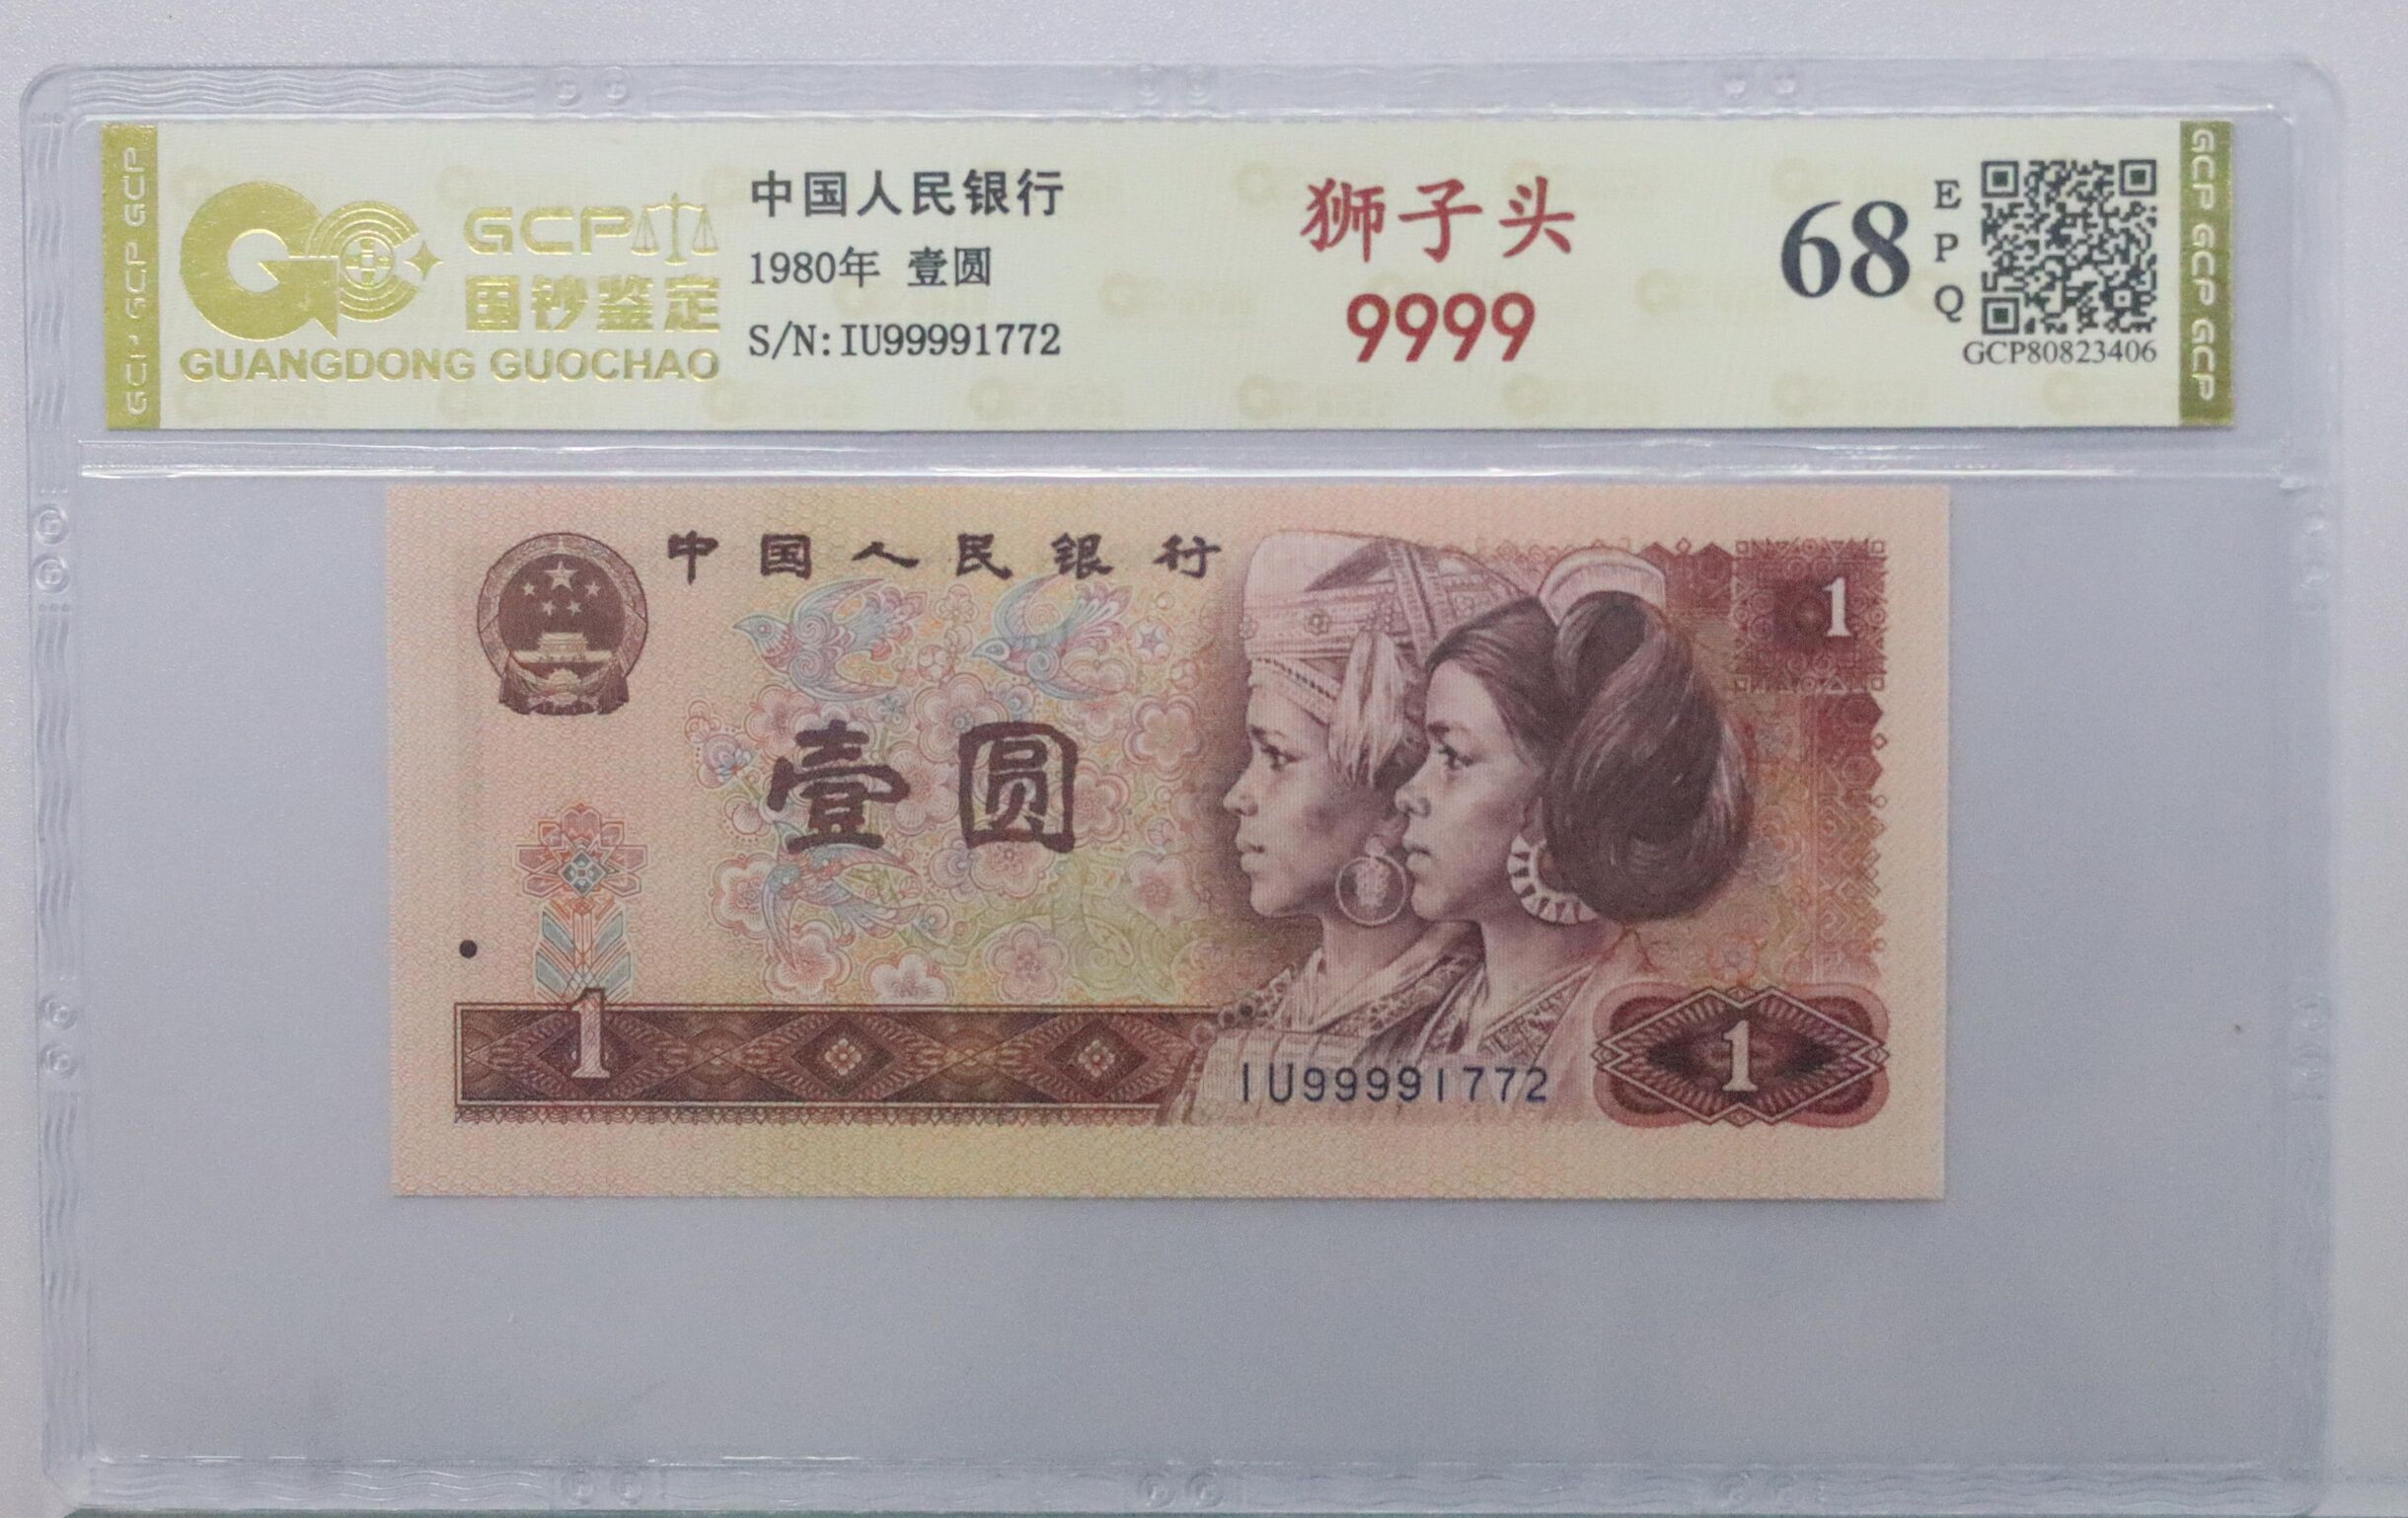 GCP GCP GCP
GCP
国钞鉴定
GUANGDONG GUOCHAO
中国人民银行
1980年 壹圆
S/N:IU99991772
狮子头
9999
68
E
P
Q
GCP80823406
GCP GCP GCP
中国人民银行
1
壹圆
1
IU99991772
1